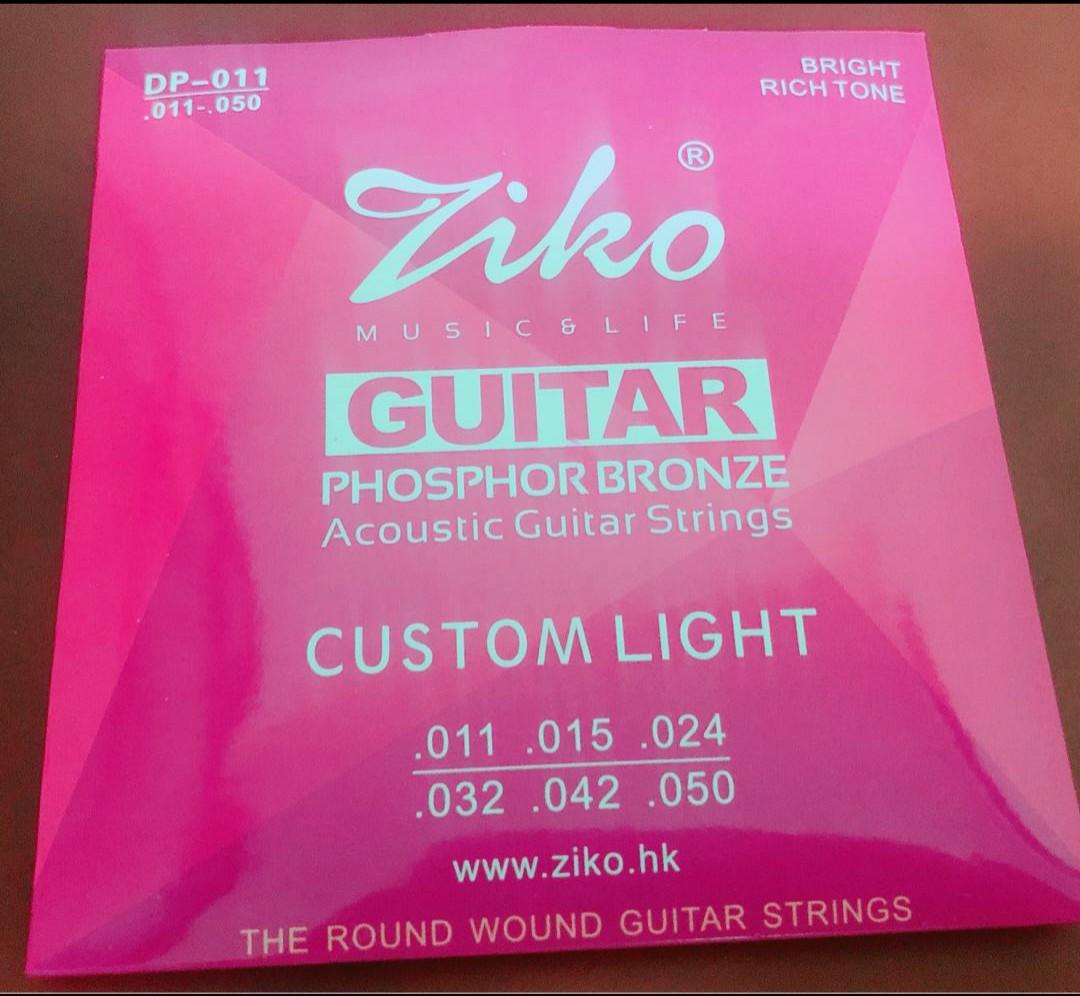 DP-011
.011-.050
BRIGHT
RICH TONE
Ziko ®
MUSIC & LIFE
GUITAR
PHOSPHOR BRONZE
Acoustic Guitar Strings
CUSTOM LIGHT
.011 .015 .024
.032 .042 .050
www.ziko.hk
THE ROUND WOUND GUITAR STRINGS